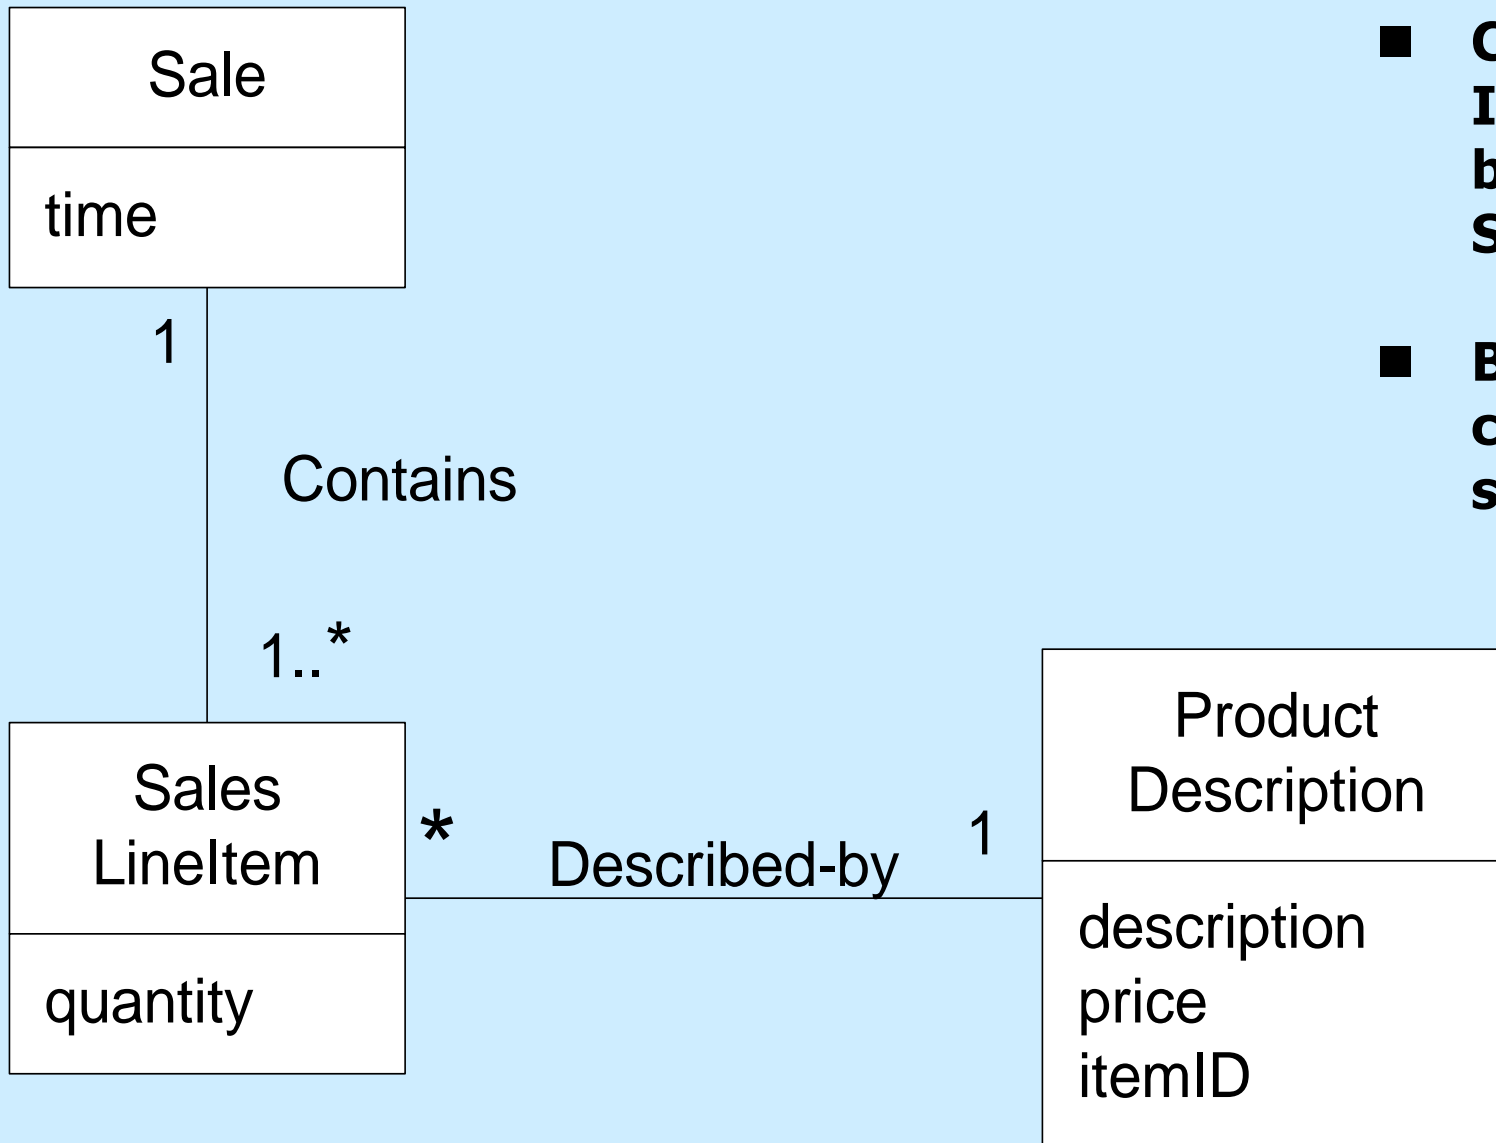 Sale
time
1
Contains
1..*
Sales
LineItem
quantity
*
Described-by
1
Product
Description
description
price
itemID